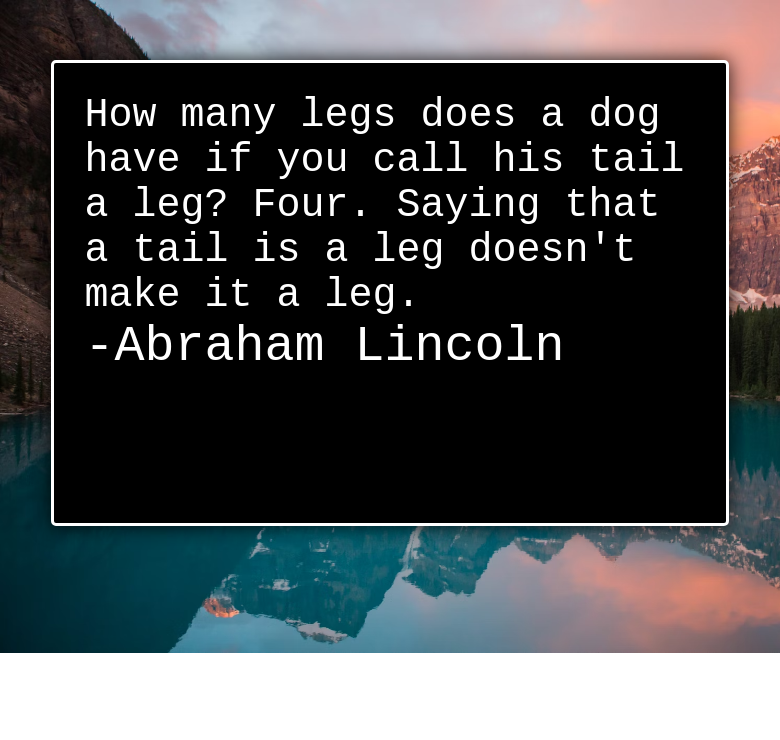 How many legs does a dog
have if you call his tail
a leg? Four. Saying that
a tail is a leg doesn't
make it a leg.
-Abraham Lincoln